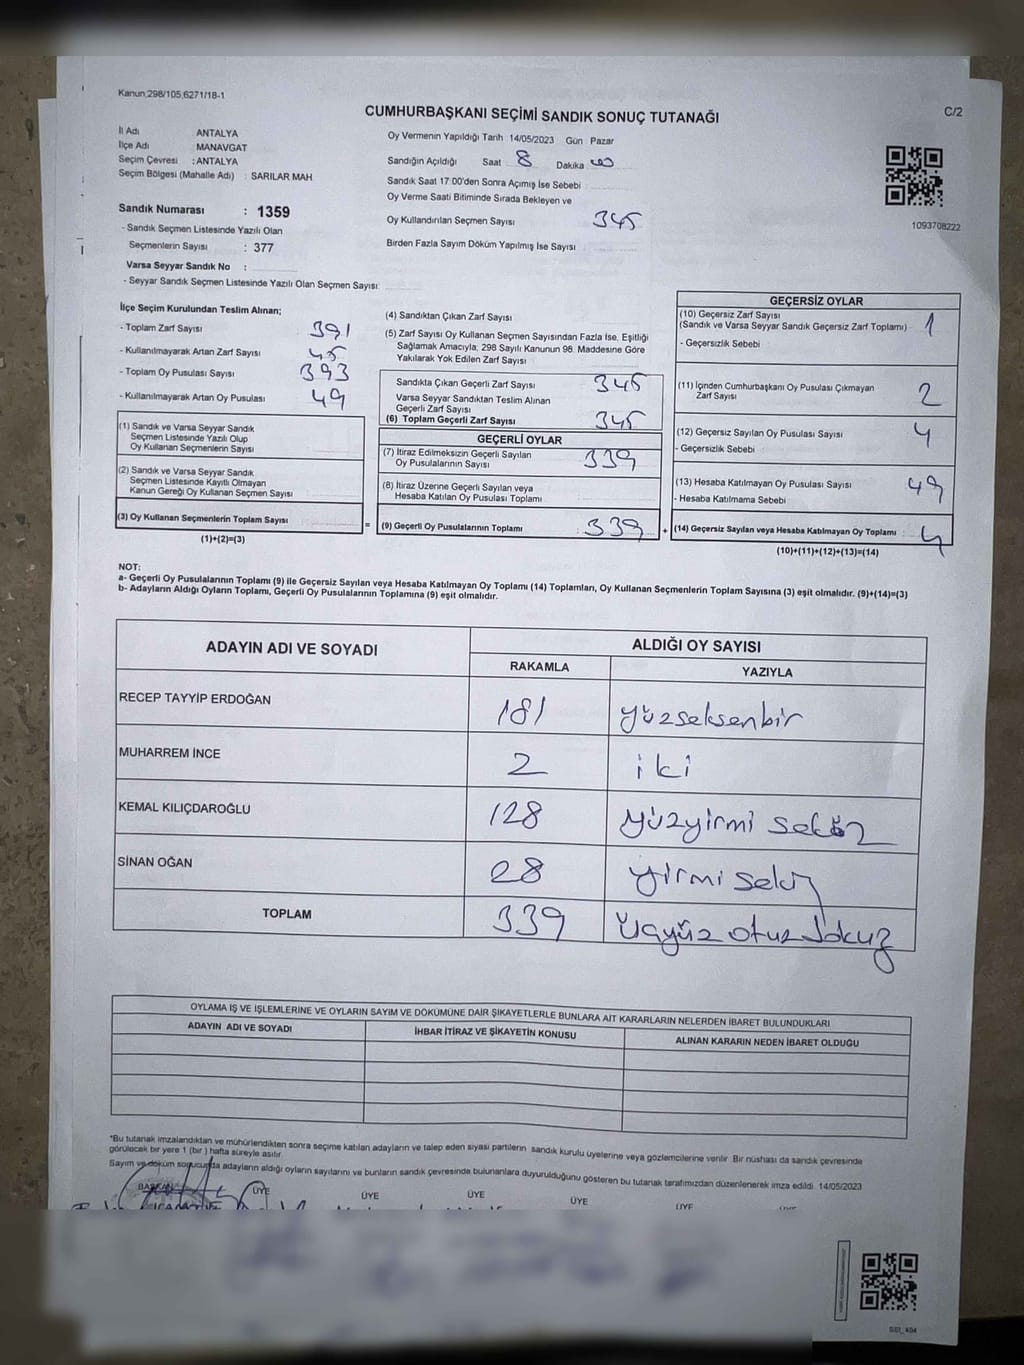 Kanun,298/105,6271/18-1
CUMHURBAŞKANI SEÇİMİ SANDIK SONUÇ TUTANAĞI
C/2
İl Adı ANTALYA
İlçe Adı MANAVGAT
Seçim Çevresi : ANTALYA
Seçim Bölgesi (Mahalle Adı) : SARILAR MAH
Sandık Numarası : 1359
- Sandık Seçmen Listesinde Yazılı Olan
Seçmenlerin Sayısı : 377
Varsa Seyyar Sandık No :
- Seyyar Sandık Seçmen Listesinde Yazılı Olan Seçmen Sayısı:
Oy Vermenin Yapıldığı Tarih 14/05/2023 Gün : Pazar
Sandığın Açıldığı Saat 8 Dakika
Sandık Saat 17:00'den Sonra Açımış İse Sebebi
Oy Verme Saati Bitiminde Sırada Bekleyen ve
Oy Kullandırılan Seçmen Sayısı 345
Birden Fazla Sayım Döküm Yapılmış İse Sayısı
1093708222
İlçe Seçim Kurulundan Teslim Alınan;
- Toplam Zarf Sayısı 391
- Kullanılmayarak Artan Zarf Sayısı 45
- Toplam Oy Pusulası Sayısı 393
- Kullanılmayarak Artan Oy Pusulası 49
(1) Sandık ve Varsa Seyyar Sandık
Seçmen Listesinde Yazılı Olup
Oy Kullanan Seçmenlerin Sayısı
(2) Sandık ve Varsa Seyyar Sandık
Seçmen Listesinde Kayıtlı Olmayan
Kanun Gereği Oy Kullanan Seçmen Sayısı
(3) Oy Kullanan Seçmenlerin Toplam Sayısı =
(1)+(2)=(3)
(4) Sandıktan Çıkan Zarf Sayısı
(5) Zarf Sayısı Oy Kullanan Seçmen Sayısından Fazla İse, Eşitliği
Sağlamak Amacıyla, 298 Sayılı Kanunun 98. Maddesine Göre
Yakılarak Yok Edilen Zarf Sayısı
Sandıkta Çıkan Geçerli Zarf Sayısı 345
Varsa Seyyar Sandıktan Teslim Alınan
Geçerli Zarf Sayısı
(6) Toplam Geçerli Zarf Sayısı 345
GEÇERLİ OYLAR
(7) İtiraz Edilmeksizin Geçerli Sayılan
Oy Pusulalarının Sayısı 339
(8) İtiraz Üzerine Geçerli Sayılan veya
Hesaba Katılan Oy Pusulası Toplamı
(9) Geçerli Oy Pusulalarının Toplamı 339 +
GEÇERSİZ OYLAR
(10) Geçersiz Zarf Sayısı
(Sandık ve Varsa Seyyar Sandık Geçersiz Zarf Toplamı) 1
- Geçersizlik Sebebi
(11) İçinden Cumhurbaşkanı Oy Pusulası Çıkmayan
Zarf Sayısı 2
(12) Geçersiz Sayılan Oy Pusulası Sayısı 4
- Geçersizlik Sebebi
(13) Hesaba Katılmayan Oy Pusulası Sayısı 49
- Hesaba Katılmama Sebebi
(14) Geçersiz Sayılan veya Hesaba Katılmayan Oy Toplamı 4
(10)+(11)+(12)+(13)=(14)
NOT:
a- Geçerli Oy Pusulalarının Toplamı (9) ile Geçersiz Sayılan veya Hesaba Katılmayan Oy Toplamı (14) Toplamları, Oy Kullanan Seçmenlerin Toplam Sayısına (3) eşit olmalıdır. (9)+(14)=(3)
b- Adayların Aldığı Oyların Toplamı, Geçerli Oy Pusulalarının Toplamına (9) eşit olmalıdır.
ADAYIN ADI VE SOYADI ALDIĞI OY SAYISI
RAKAMLA YAZIYLA
RECEP TAYYİP ERDOĞAN 181 yüzseksenbir
MUHARREM İNCE 2 iki
KEMAL KILIÇDAROĞLU 128 yüzyirmi sekiz
SİNAN OĞAN 28 yirmi sekiz
TOPLAM 339 üçyüz otuz dokuz
OYLAMA İŞ VE İŞLEMLERİNE VE OYLARIN SAYIM VE DÖKÜMÜNE DAİR ŞİKAYETLERLE BUNLARA AİT KARARLARIN NELERDEN İBARET BULUNDUKLARI
ADAYIN ADI VE SOYADI İHBAR İTİRAZ VE ŞİKAYETİN KONUSU ALINAN KARARIN NEDEN İBARET OLDUĞU
*Bu tutanak imzalandıktan ve mühürlendikten sonra seçime katılan adayların ve talep eden siyasi partilerin sandık kurulu üyelerine veya gözlemcilerine verilir. Bir nüshası da sandık çevresinde
görülecek bir yere 1 (bir ) hafta süreyle asılır.
Sayım ve döküm sonucunda adayların aldığı oyların sayılarını ve bunların sandık çevresinde bulunanlara duyurulduğunu gösteren bu tutanak tarafımızdan düzenlenerek imza edildi. 14/05/2023
BAŞKAN ÜYE ÜYE ÜYE ÜYE ÜYE